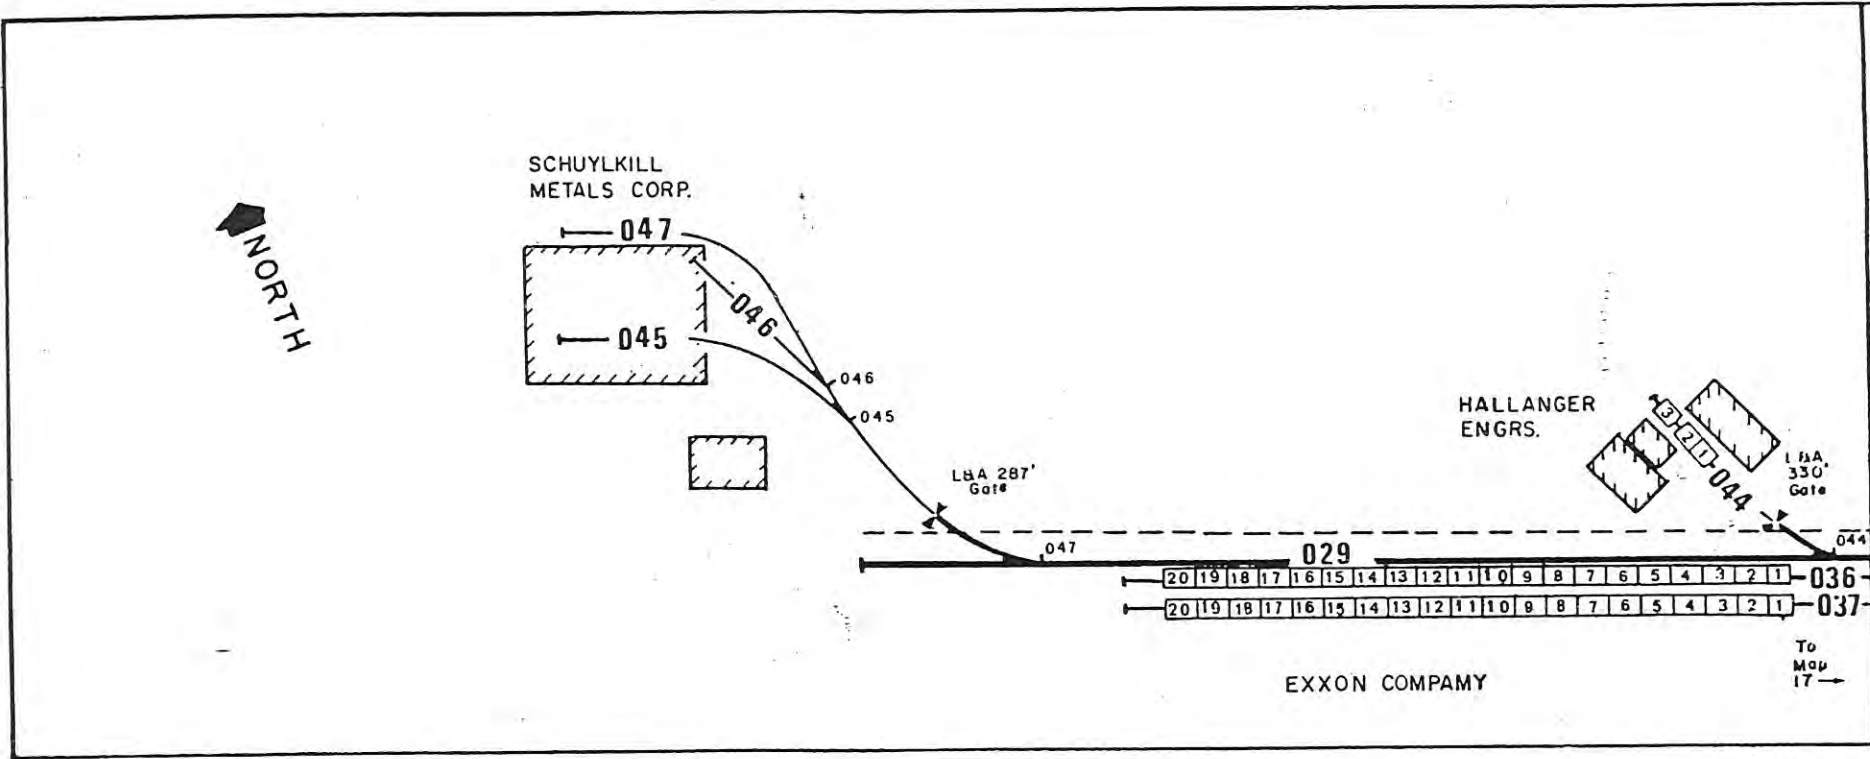 SCHUYLKILL
METALS CORP.
047
NORTH
046
045
046
045
HALLANGER
ENGRS.
3 2 1
044
L&A 287'
Gate
L&A
330'
Gate
047
029
044
20 19 18 17 16 15 14 13 12 11 10 9 8 7 6 5 4 3 2 1 036
20 19 18 17 16 15 14 13 12 11 10 9 8 7 6 5 4 3 2 1 037
EXXON COMPAMY
To
Map
17